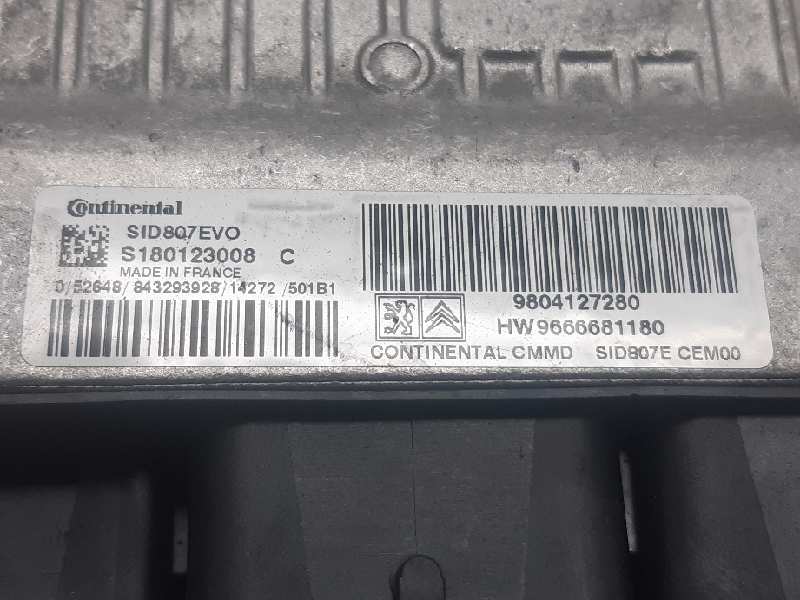 Continental
SID807EVO
S180123008 C
MADE IN FRANCE
0/52648/843293928/14272/501B1
9804127280
HW9666681180
CONTINENTAL CMMD SID807E CEM00